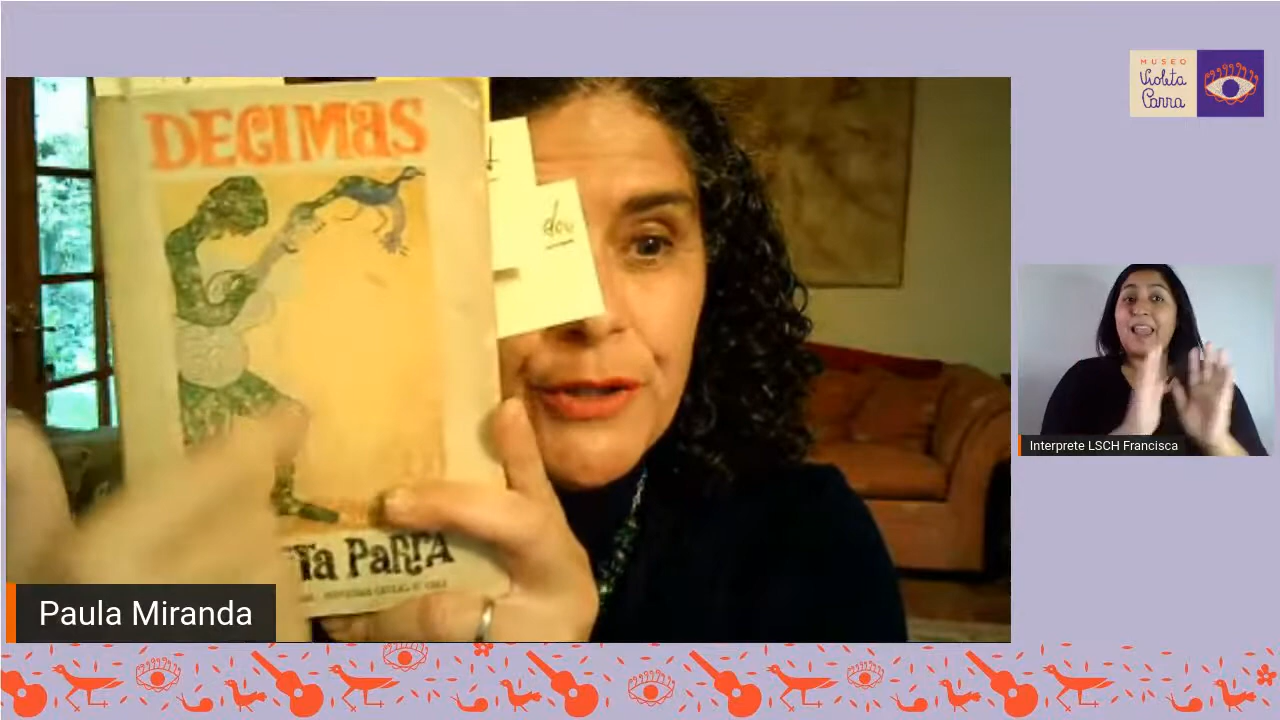 MUSEO
Violeta
Parra
DECIMAS
TA PARRA
Paula Miranda
Interprete LSCH Francisca